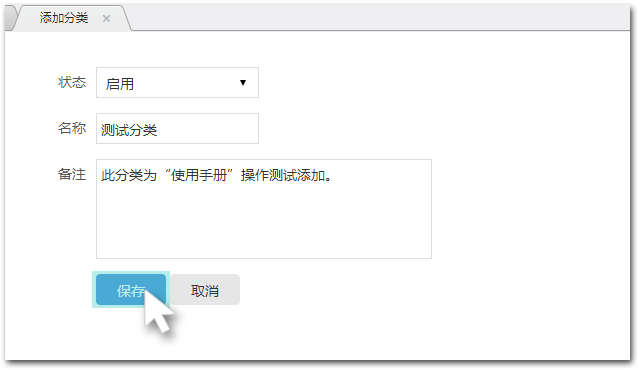 添加分类 ×
状态 启用
名称 测试分类
备注 此分类为“使用手册”操作测试添加。
保存 取消